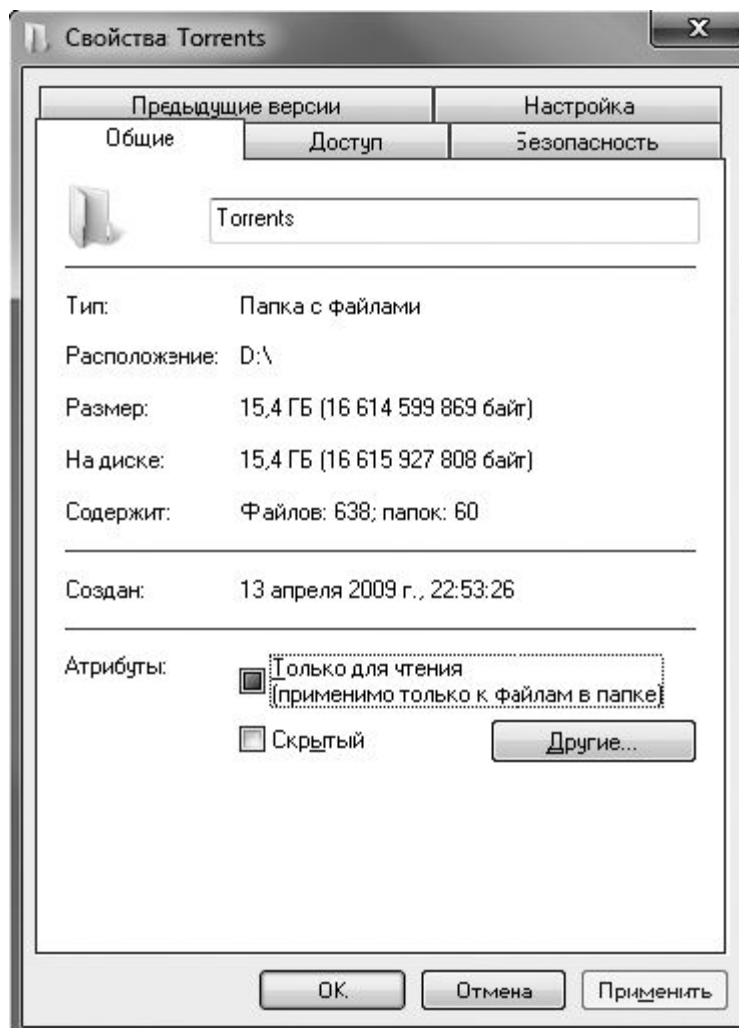 Свойства: Torrents
Предыдущие версии
Настройка
Общие
Доступ
Безопасность
Torrents
Тип: Папка с файлами
Расположение: D:\
Размер: 15,4 ГБ (16 614 599 869 байт)
На диске: 15,4 ГБ (16 615 927 808 байт)
Содержит: Файлов: 638; папок: 60
Создан: 13 апреля 2009 г., 22:53:26
Атрибуты: Только для чтения
(применимо только к файлам в папке)
Скрытый
Другие...
ОК
Отмена
Применить